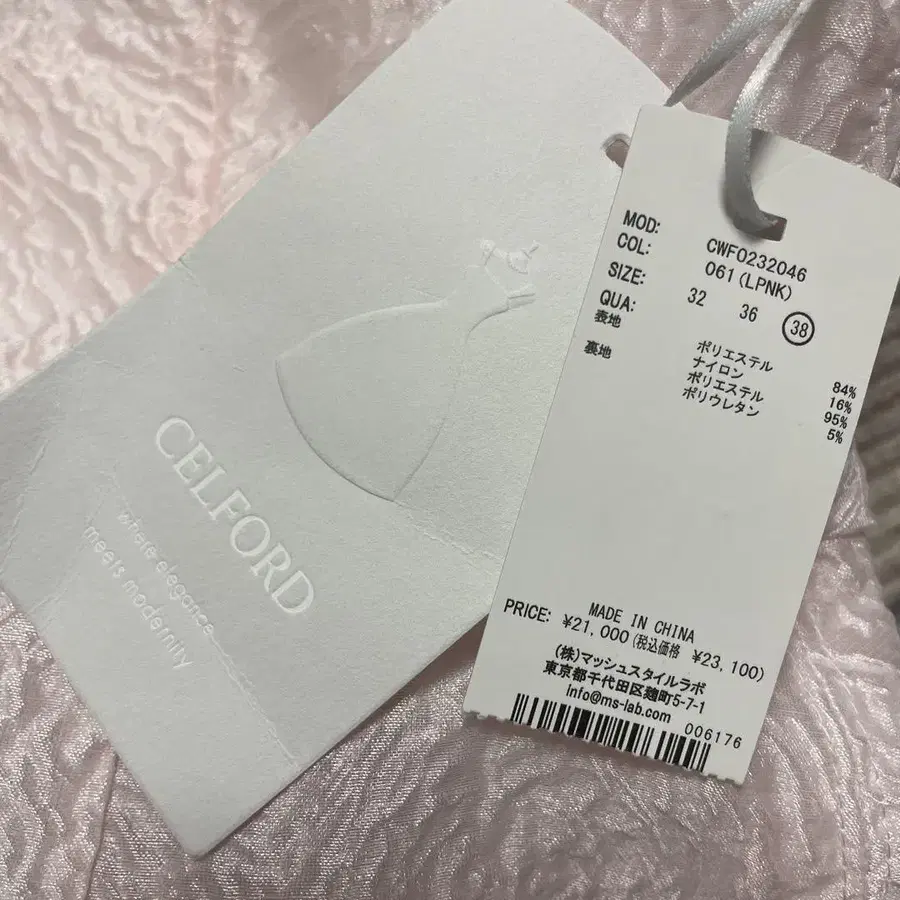 CELFORD
where elegance
meets modernity
MOD: CWFO232046
COL: 061(LPNK)
SIZE: 32 36 38
QUA:
表地 ポリエステル 84%
ナイロン 16%
裏地 ポリエステル 95%
ポリウレタン 5%
MADE IN CHINA
PRICE: ¥21,000(税込価格 ¥23,100)
(株)マッシュスタイルラボ
東京都千代田区麹町5-7-1
info@ms-lab.com
006176